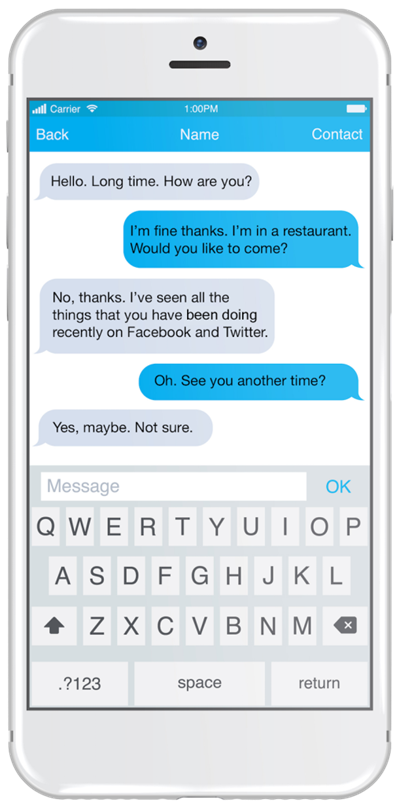 Carrier 1:00PM
Back Name Contact
Hello. Long time. How are you?
I'm fine thanks. I'm in a restaurant.
Would you like to come?
No, thanks. I've seen all the
things that you have been doing
recently on Facebook and Twitter.
Oh. See you another time?
Yes, maybe. Not sure.
Message OK
Q W E R T Y U I O P
A S D F G H J K L
Z X C V B N M
.?123 space return